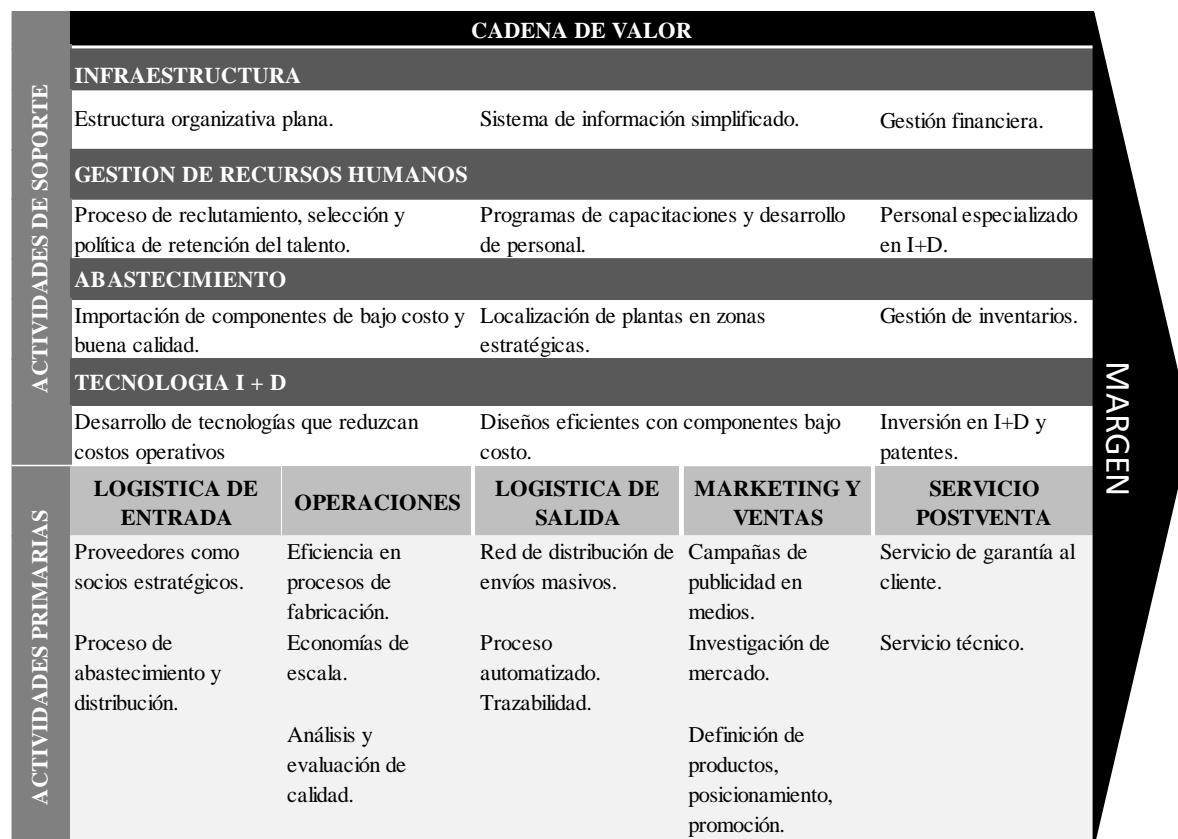 CADENA DE VALOR
ACTIVIDADES DE SOPORTE
INFRAESTRUCTURA
Estructura organizativa plana.
Sistema de información simplificado.
Gestión financiera.
GESTION DE RECURSOS HUMANOS
Proceso de reclutamiento, selección y
política de retención del talento.
Programas de capacitaciones y desarrollo
de personal.
Personal especializado
en I+D.
ABASTECIMIENTO
Importación de componentes de bajo costo y
buena calidad.
Localización de plantas en zonas
estratégicas.
Gestión de inventarios.
TECNOLOGIA I + D
Desarrollo de tecnologías que reduzcan
costos operativos
Diseños eficientes con componentes bajo
costo.
Inversión en I+D y
patentes.
ACTIVIDADES PRIMARIAS
LOGISTICA DE
ENTRADA
Proveedores como
socios estratégicos.
Proceso de
abastecimiento y
distribución.
OPERACIONES
Eficiencia en
procesos de
fabricación.
Economías de
escala.
Análisis y
evaluación de
calidad.
LOGISTICA DE
SALIDA
Red de distribución de
envíos masivos.
Proceso
automatizado.
Trazabilidad.
MARKETING Y
VENTAS
Campañas de
publicidad en
medios.
Investigación de
mercado.
Definición de
productos,
posicionamiento,
promoción.
SERVICIO
POSTVENTA
Servicio de garantía al
cliente.
Servicio técnico.
MARGEN